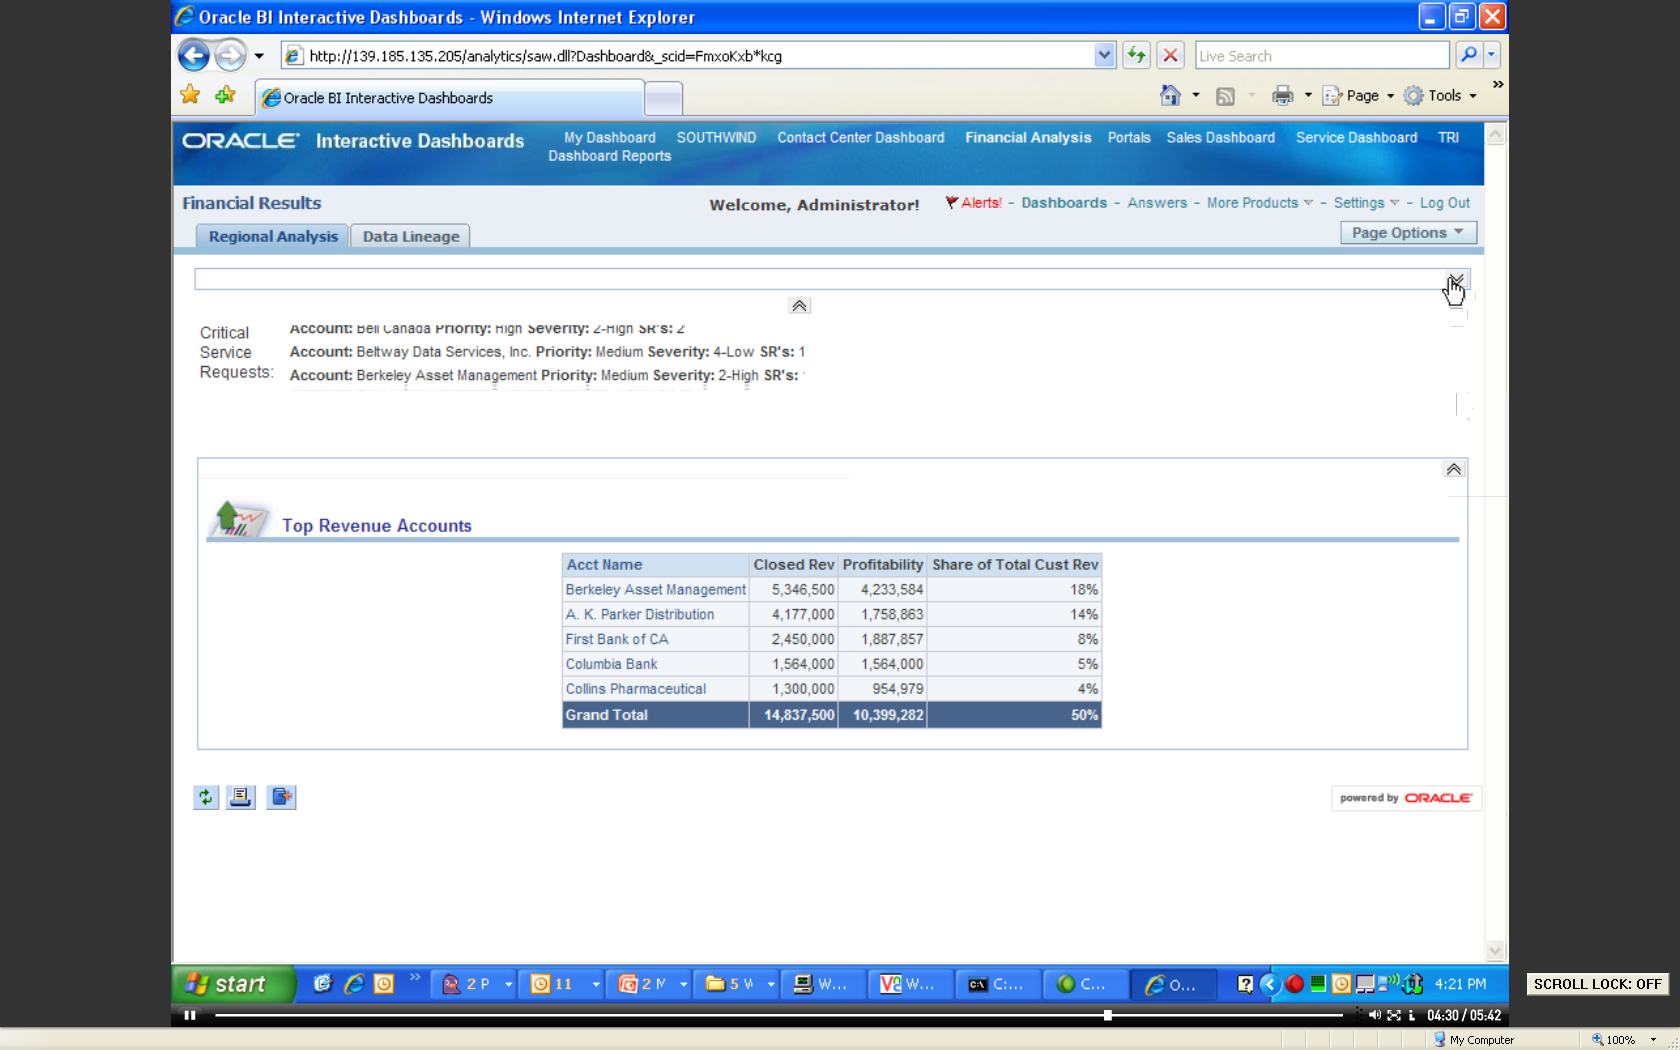 Oracle BI Interactive Dashboards - Windows Internet Explorer
http://139.185.135.205/analytics/saw.dll?Dashboard&_scid=FmxoKxb*kcg
Live Search
Oracle BI Interactive Dashboards
Page
Tools
ORACLE Interactive Dashboards
My Dashboard SOUTHWIND Contact Center Dashboard Financial Analysis Portals Sales Dashboard Service Dashboard TRI
Dashboard Reports
Financial Results
Welcome, Administrator!
Alerts! - Dashboards - Answers - More Products - Settings - Log Out
Regional Analysis
Data Lineage
Page Options
Critical
Service
Requests:
Account: Bell Canada Priority: High Severity: 2-High SR's: 2
Account: Beltway Data Services, Inc. Priority: Medium Severity: 4-Low SR's: 1
Account: Berkeley Asset Management Priority: Medium Severity: 2-High SR's:
Top Revenue Accounts
Acct Name Closed Rev Profitability Share of Total Cust Rev
Berkeley Asset Management 5,346,500 4,233,584 18%
A. K. Parker Distribution 4,177,000 1,758,863 14%
First Bank of CA 2,450,000 1,887,857 8%
Columbia Bank 1,564,000 1,564,000 5%
Collins Pharmaceutical 1,300,000 954,979 4%
Grand Total 14,837,500 10,399,282 50%
powered by ORACLE
start
2 P
11
2
5
W...
W...
C:...
C...
O...
4:21 PM
SCROLL LOCK: OFF
04:30 / 05:42
My Computer
100%